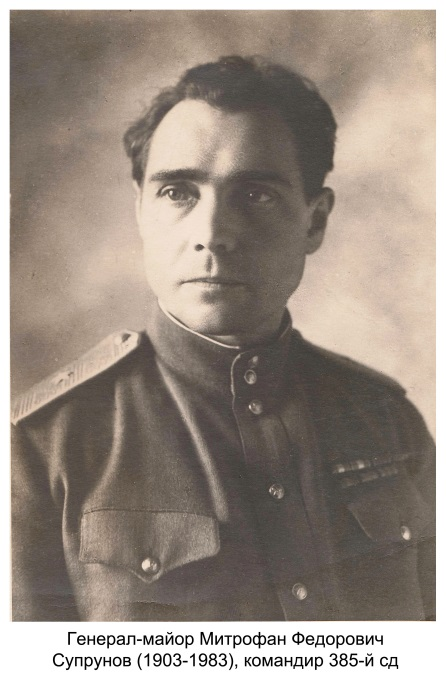 Генерал-майор Митрофан Федорович
Супрунов (1903-1983), командир 385-й сд